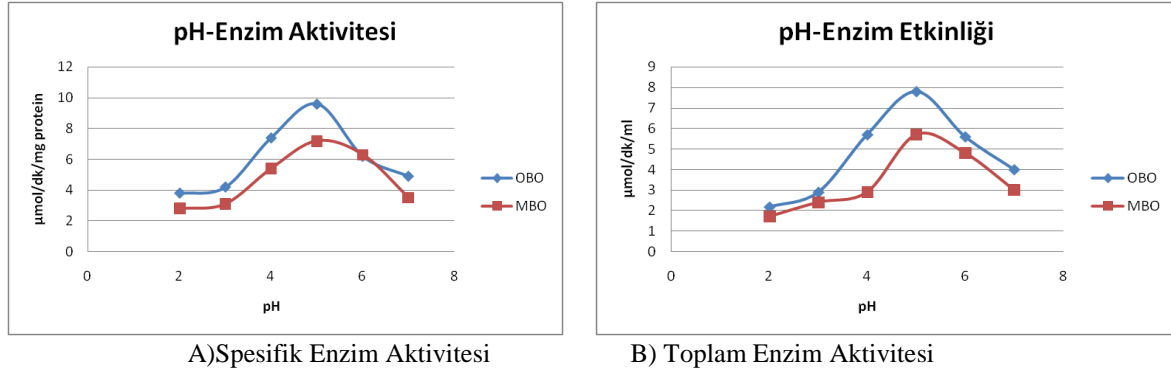 pH-Enzim Aktivitesi
µmol/dk/mg protein
12
10
8
6
4
2
0
0 2 4 6 8
pH
OBO
MBO
pH-Enzim Etkinliği
µmol/dk/ml
9
8
7
6
5
4
3
2
1
0
0 2 4 6 8
pH
OBO
MBO
A)Spesifik Enzim Aktivitesi
B) Toplam Enzim Aktivitesi